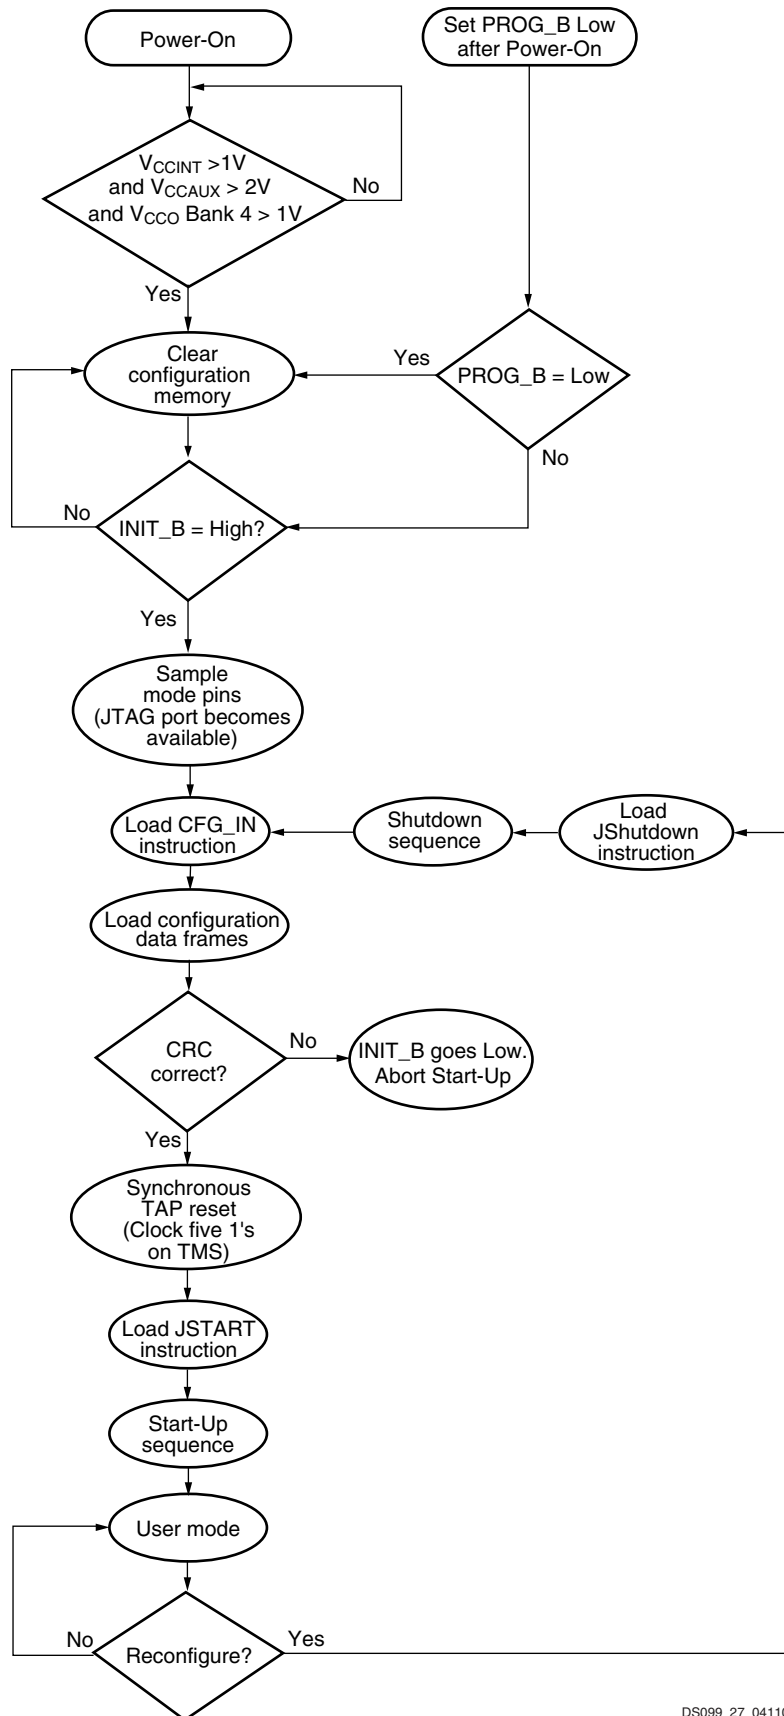 Power-On
Set PROG_B Low
after Power-On
VCCINT >1V
and VCCAUX > 2V
and VCCO Bank 4 > 1V
No
Yes
Clear
configuration
memory
Yes
PROG_B = Low
No
No
INIT_B = High?
Yes
Sample
mode pins
(JTAG port becomes
available)
Load CFG_IN
instruction
Shutdown
sequence
Load
JShutdown
instruction
Load configuration
data frames
CRC
correct?
No
INIT_B goes Low.
Abort Start-Up
Yes
Synchronous
TAP reset
(Clock five 1's
on TMS)
Load JSTART
instruction
Start-Up
sequence
User mode
No
Reconfigure?
Yes